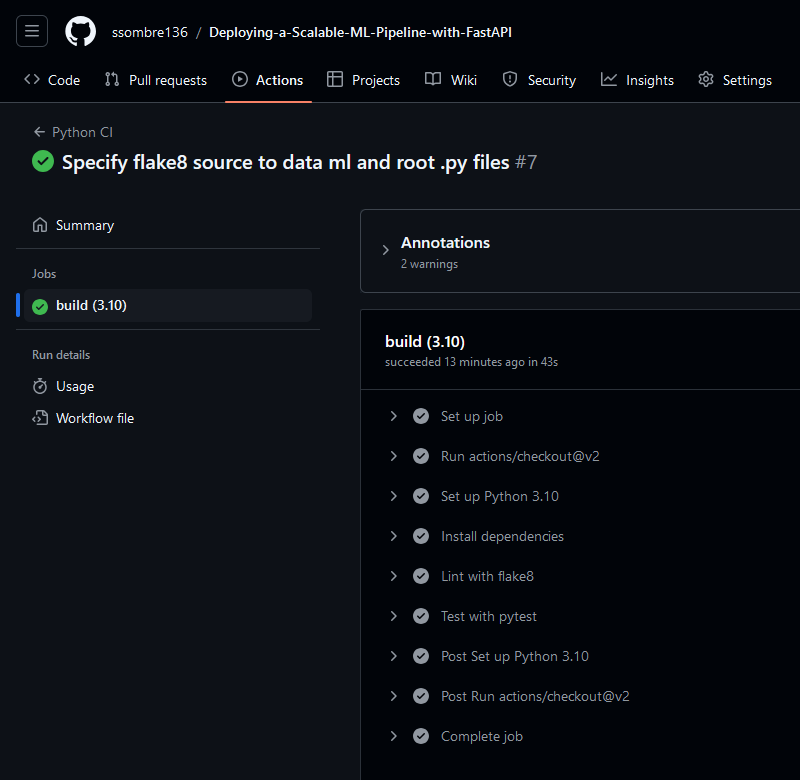 ssombre136 / Deploying-a-Scalable-ML-Pipeline-with-FastAPI
Code Pull requests Actions Projects Wiki Security Insights Settings
Python CI
Specify flake8 source to data ml and root .py files #7
Summary
Jobs
build (3.10)
Run details
Usage
Workflow file
Annotations
2 warnings
build (3.10)
succeeded 13 minutes ago in 43s
Set up job
Run actions/checkout@v2
Set up Python 3.10
Install dependencies
Lint with flake8
Test with pytest
Post Set up Python 3.10
Post Run actions/checkout@v2
Complete job